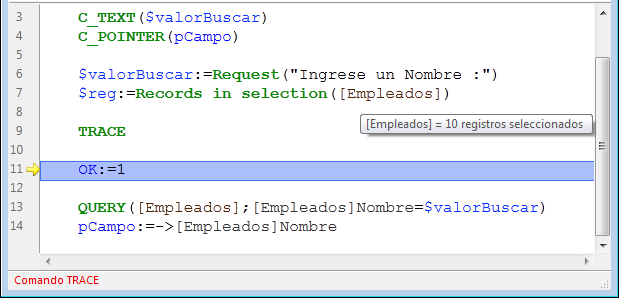 3 C_TEXT($valorBuscar)
4 C_POINTER(pCampo)
5
6 $valorBuscar:=Request("Ingrese un Nombre :")
7 $reg:=Records in selection([Empleados])
8
[Empleados] = 10 registros seleccionados
9 TRACE
10
11 OK:=1
12
13 QUERY([Empleados];[Empleados]Nombre=$valorBuscar)
14 pCampo:=->[Empleados]Nombre
Comando TRACE